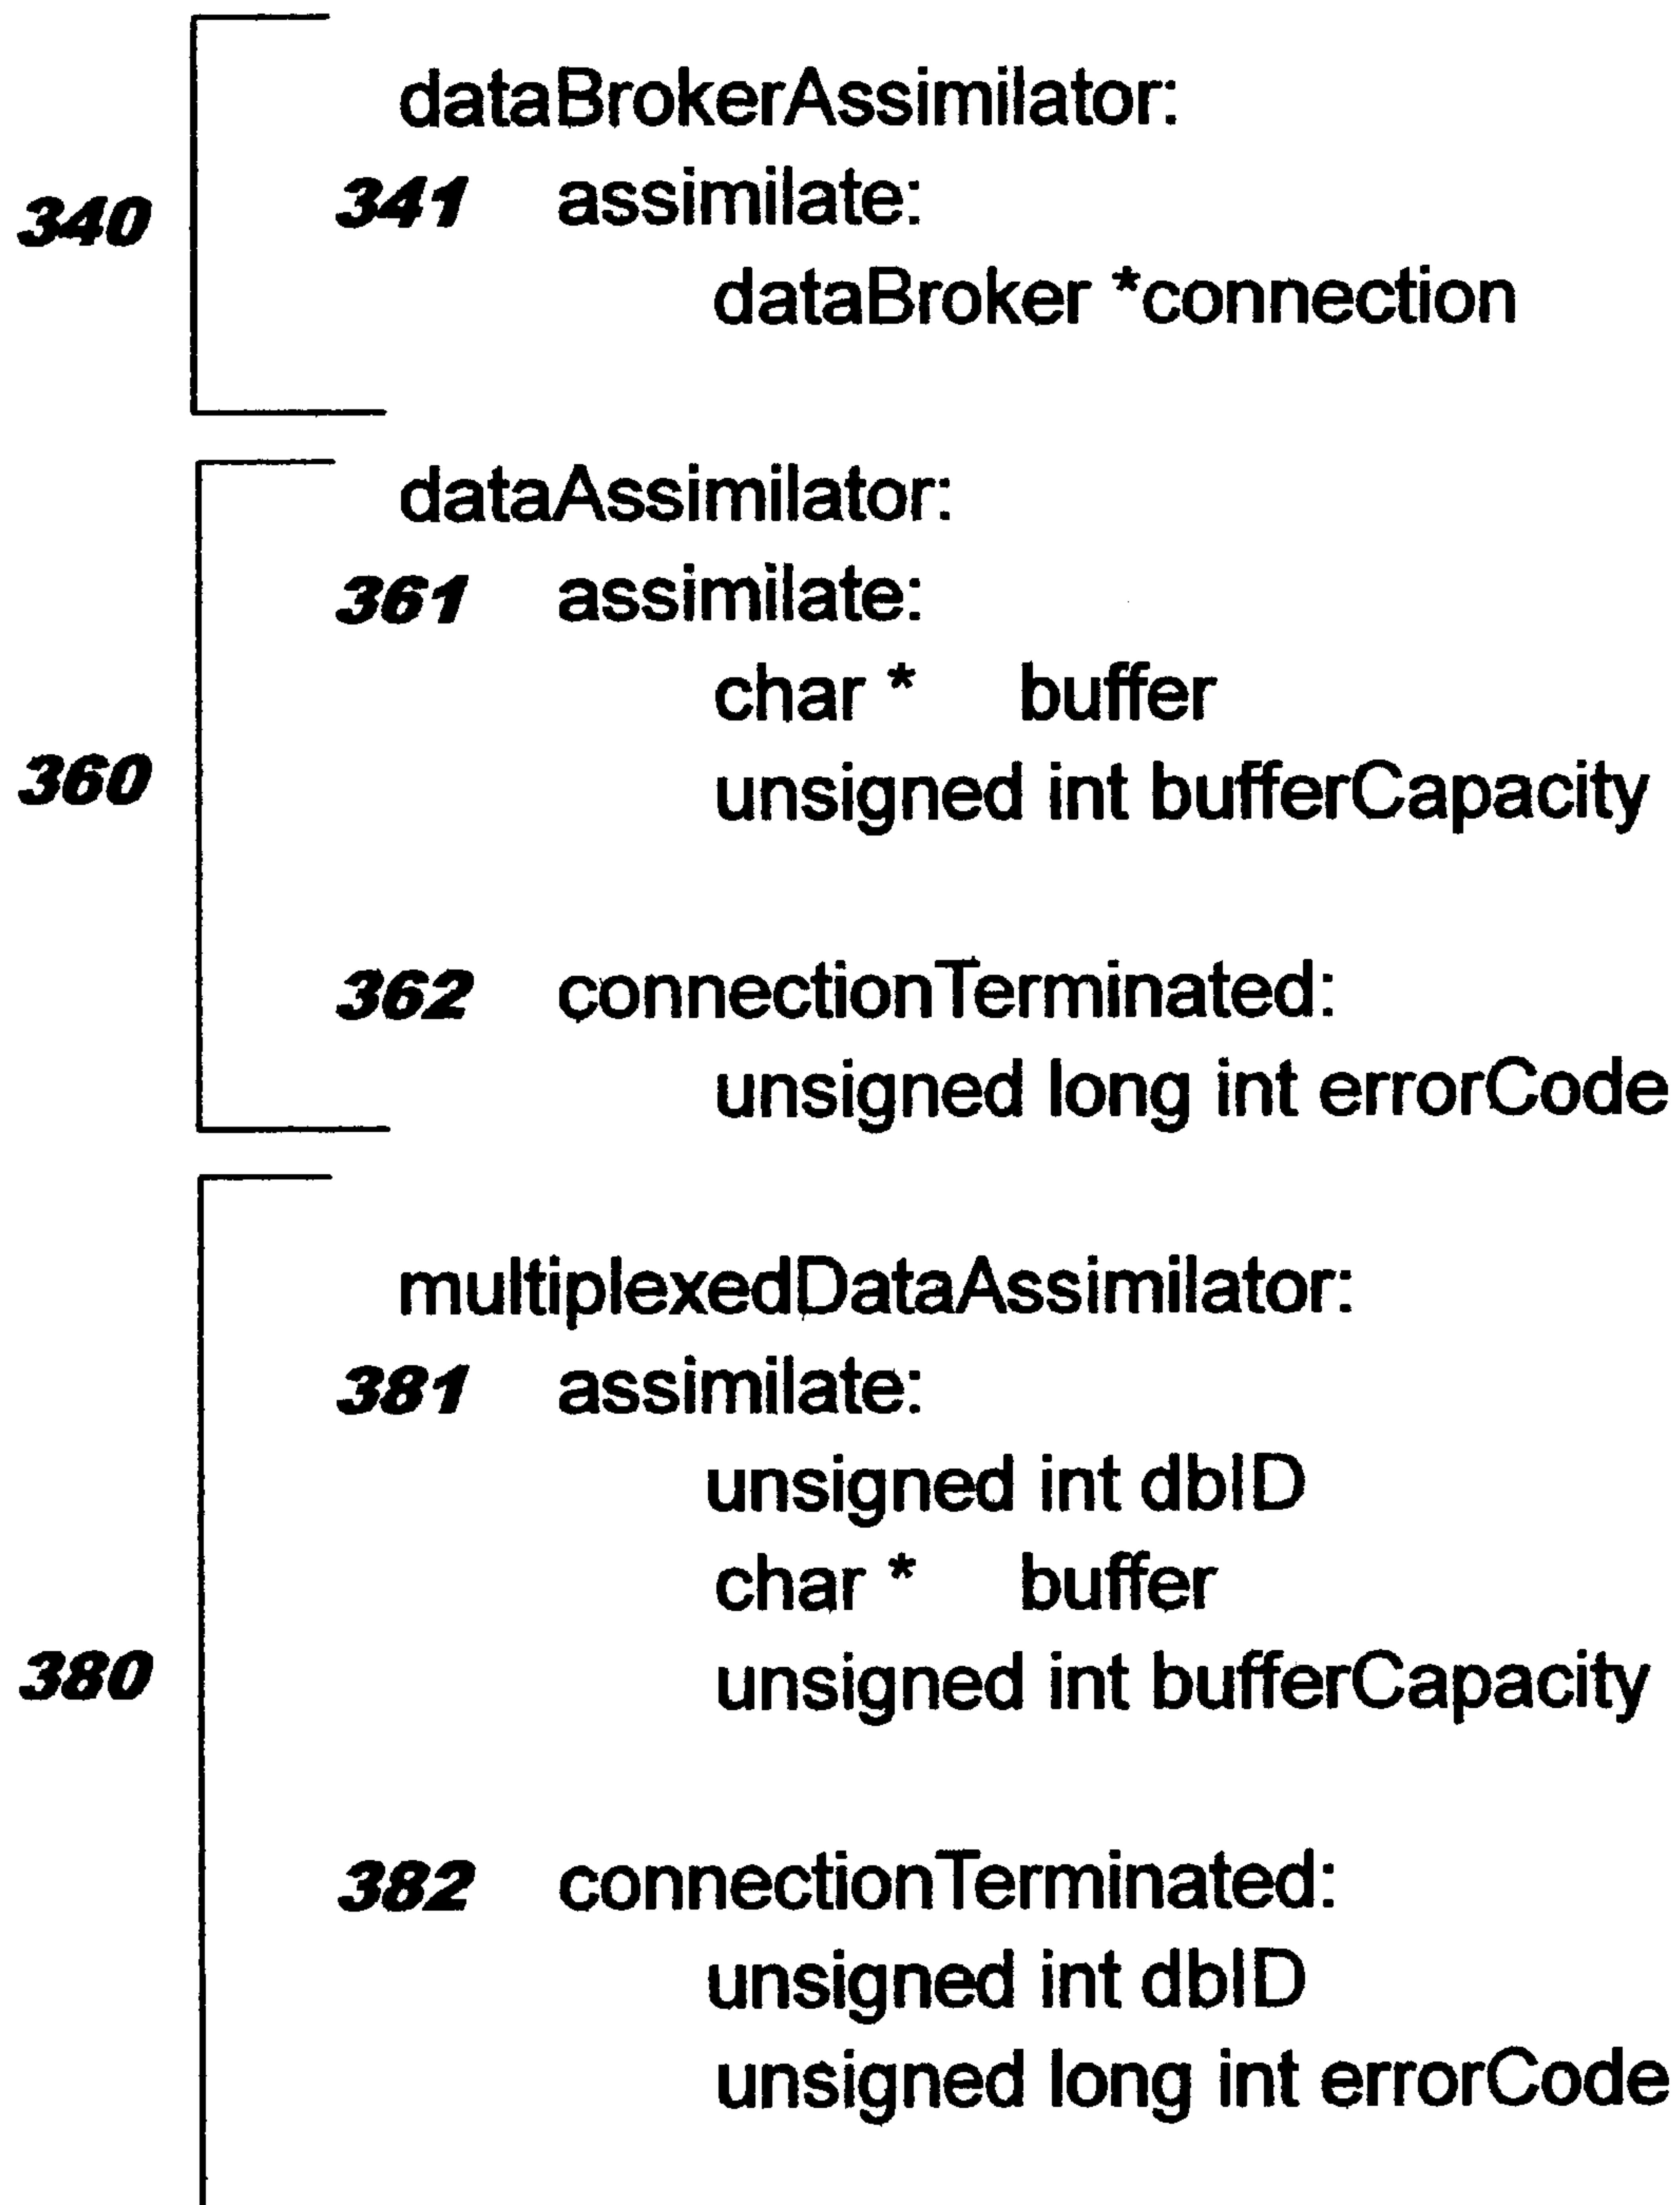 dataBrokerAssimilator:
341 assimilate:
340
dataBroker *connection
dataAssimilator:
361 assimilate:
char * buffer
360 unsigned int bufferCapacity
362 connectionTerminated:
unsigned long int errorCode
multiplexedDataAssimilator:
381 assimilate:
unsigned int dbID
char * buffer
380 unsigned int bufferCapacity
382 connectionTerminated:
unsigned int dbID
unsigned long int errorCode